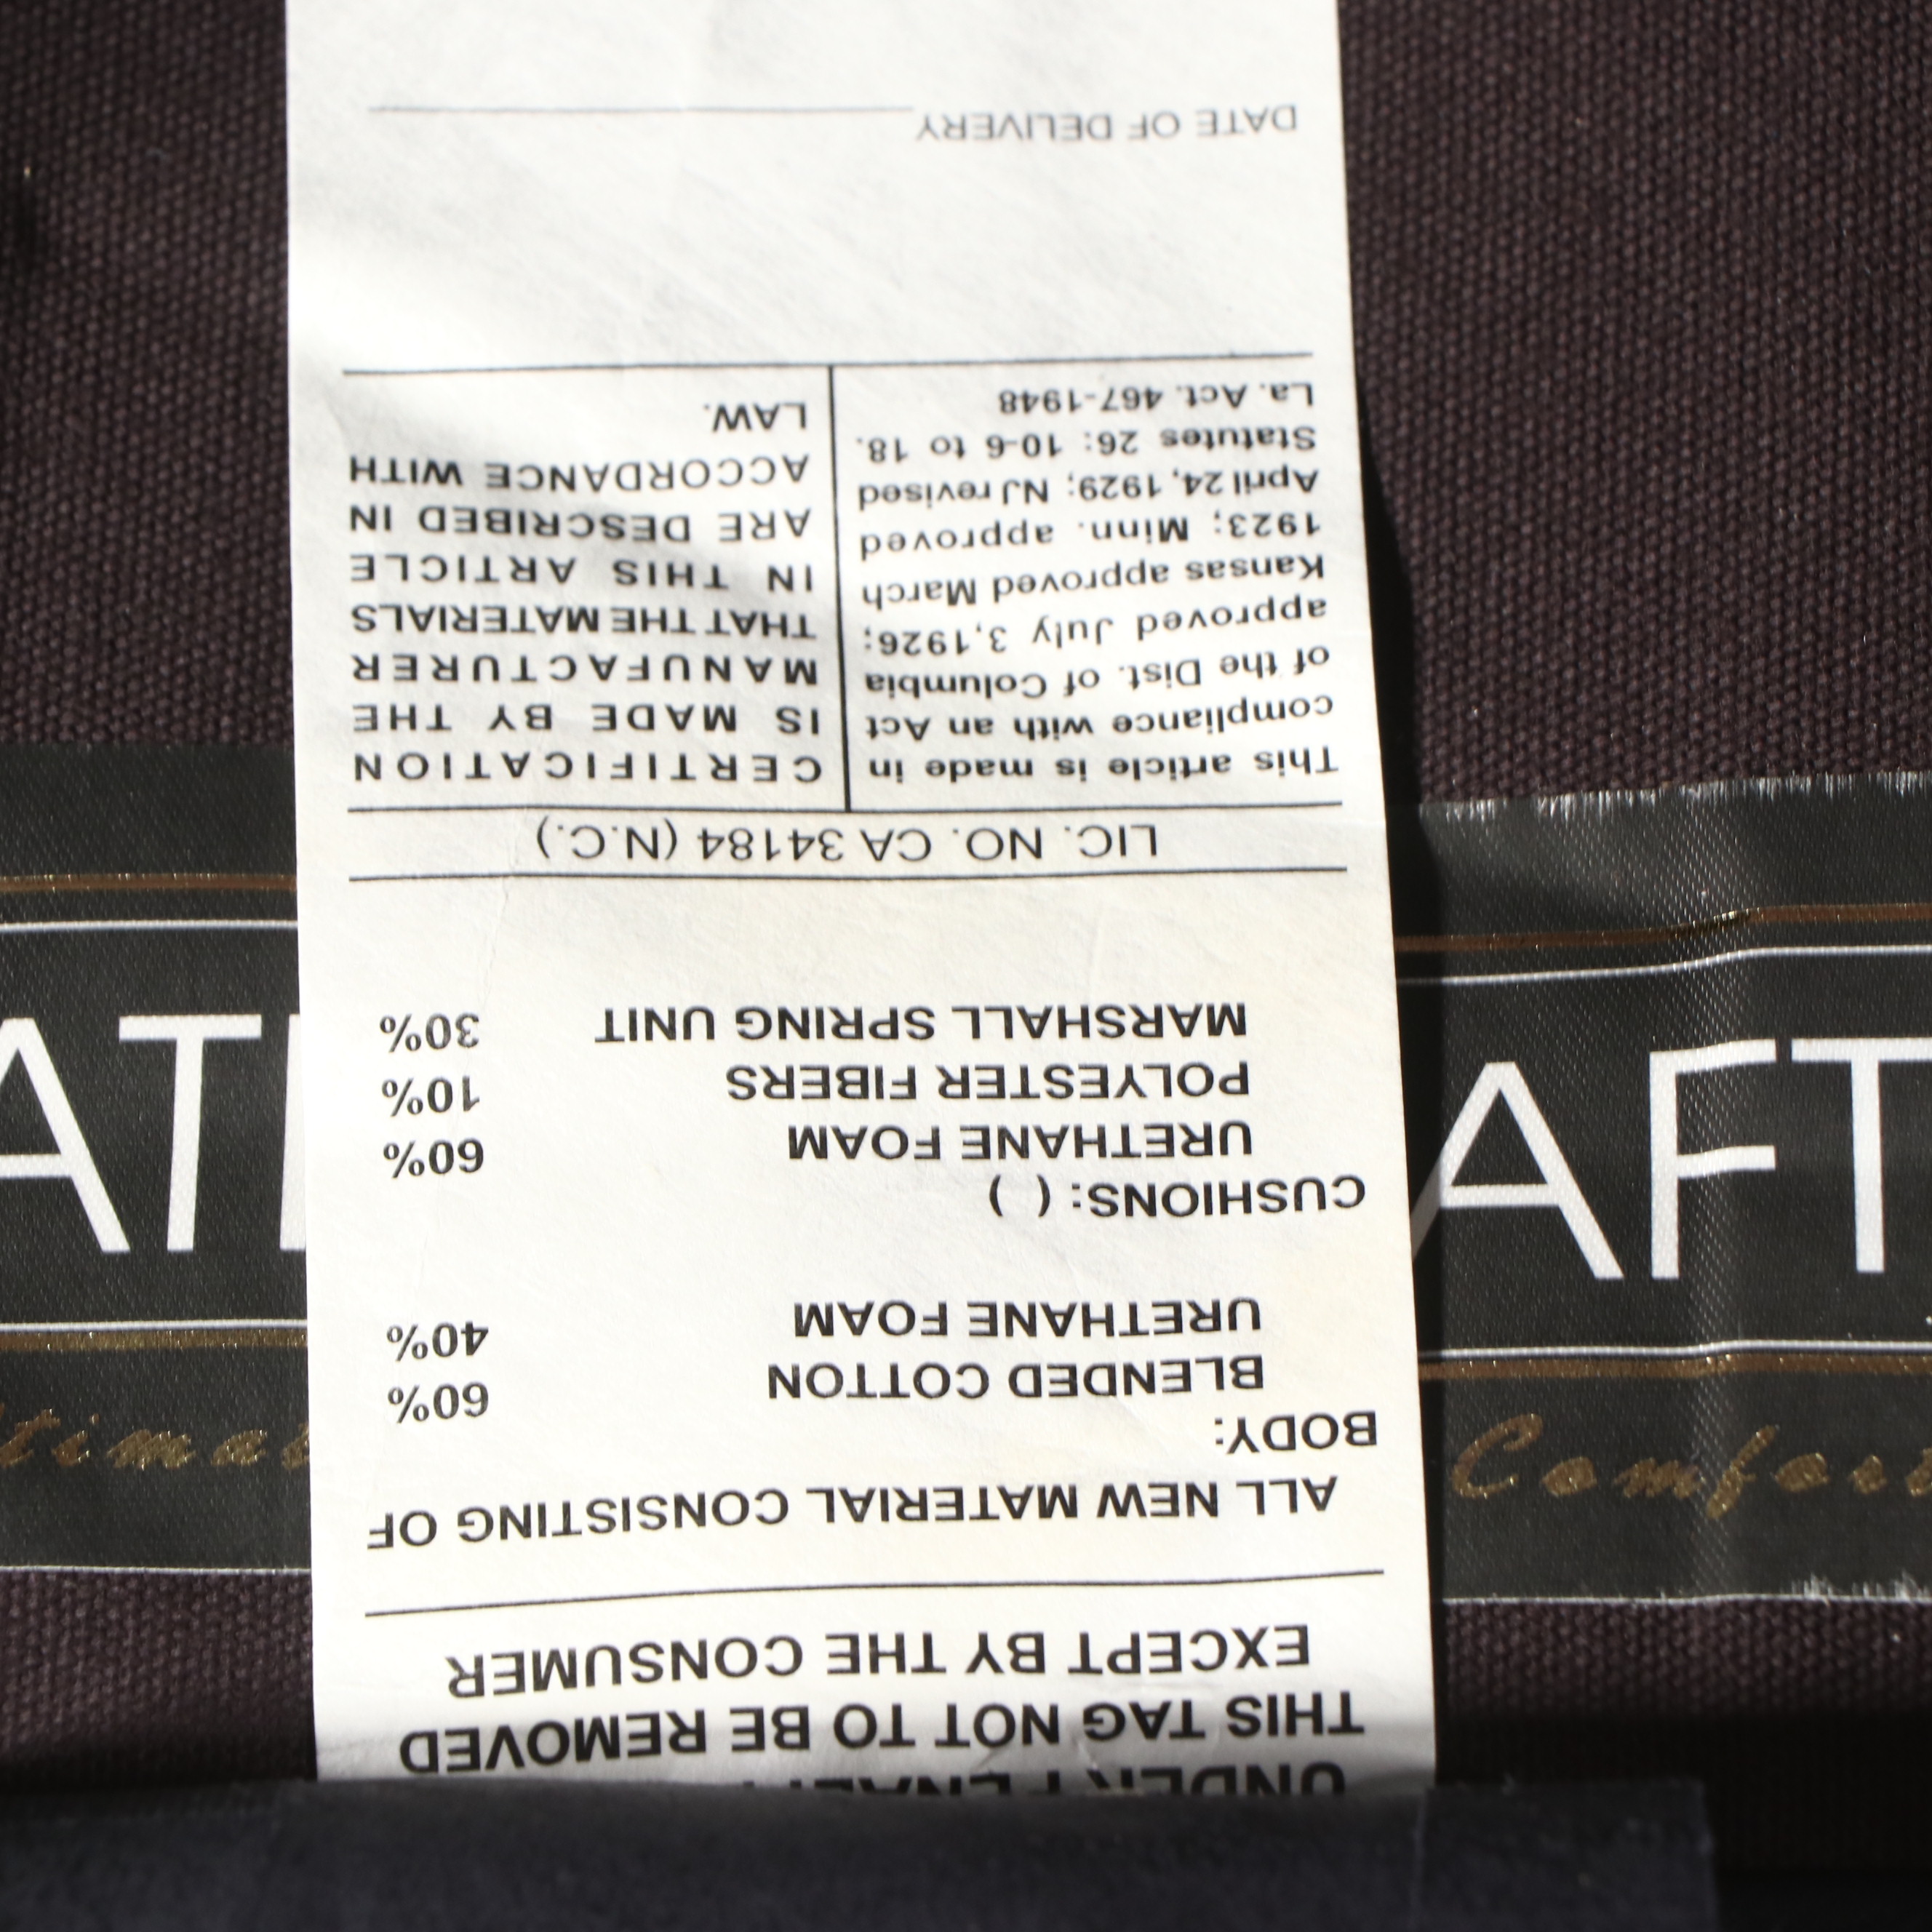 UNDER PENALT
THIS TAG NOT TO BE REMOVED
EXCEPT BY THE CONSUMER
ALL NEW MATERIAL CONSISTING OF
BODY:
BLENDED COTTON 60%
URETHANE FOAM 40%
CUSHIONS: ( )
URETHANE FOAM 60%
POLYESTER FIBERS 10%
MARSHALL SPRING UNIT 30%
LIC. NO. CA 34184 (N.C.)
This article is made in
compliance with an Act
of the Dist. of Columbia
approved July 3,1926;
Kansas approved March
1923; Minn. approved
April 24, 1929; NJ revised
Statutes 26: 10-6 to 18.
La. Act. 467-1948
CERTIFICATION
IS MADE BY THE
MANUFACTURER
THAT THE MATERIALS
IN THIS ARTICLE
ARE DESCRIBED IN
ACCORDANCE WITH
LAW.
DATE OF DELIVERY
AT
AFT
timat
Comfort